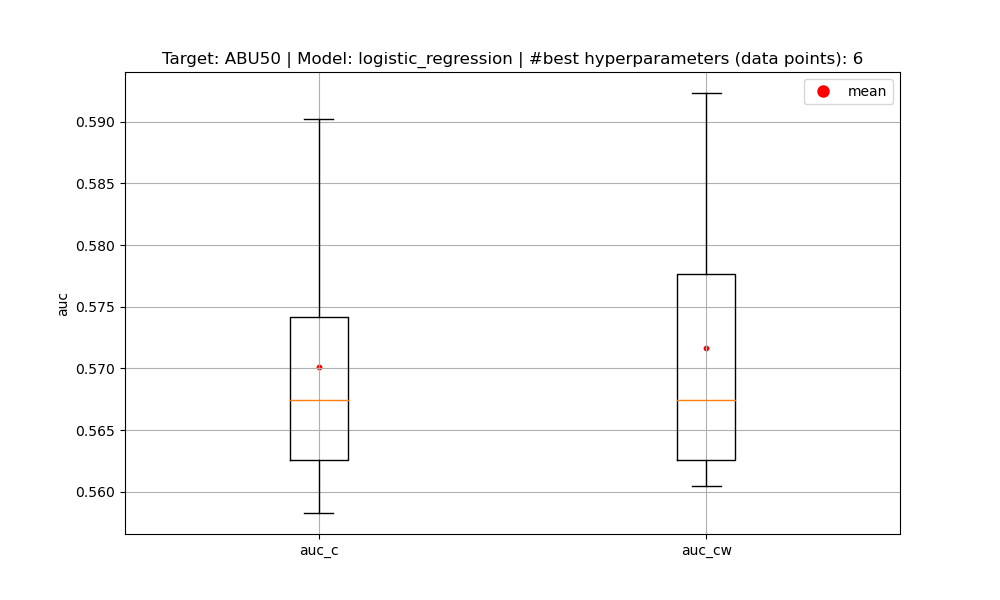 Target: ABU50 | Model: logistic_regression | #best hyperparameters (data points): 6
mean
0.590
0.585
0.580
0.575
0.570
0.565
0.560
auc
auc_c
auc_cw